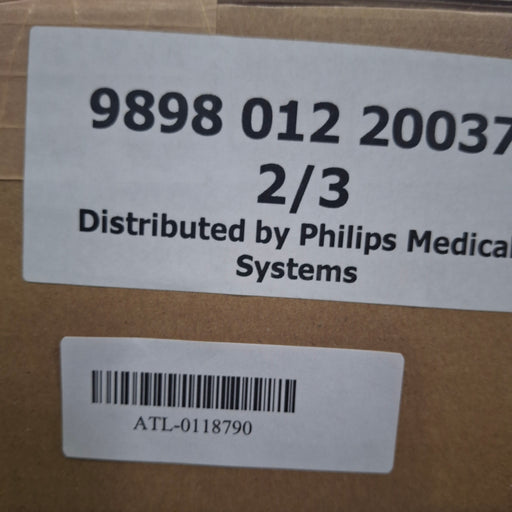 9898 012 20037
2/3
Distributed by Philips Medical
Systems
ATL-0118790